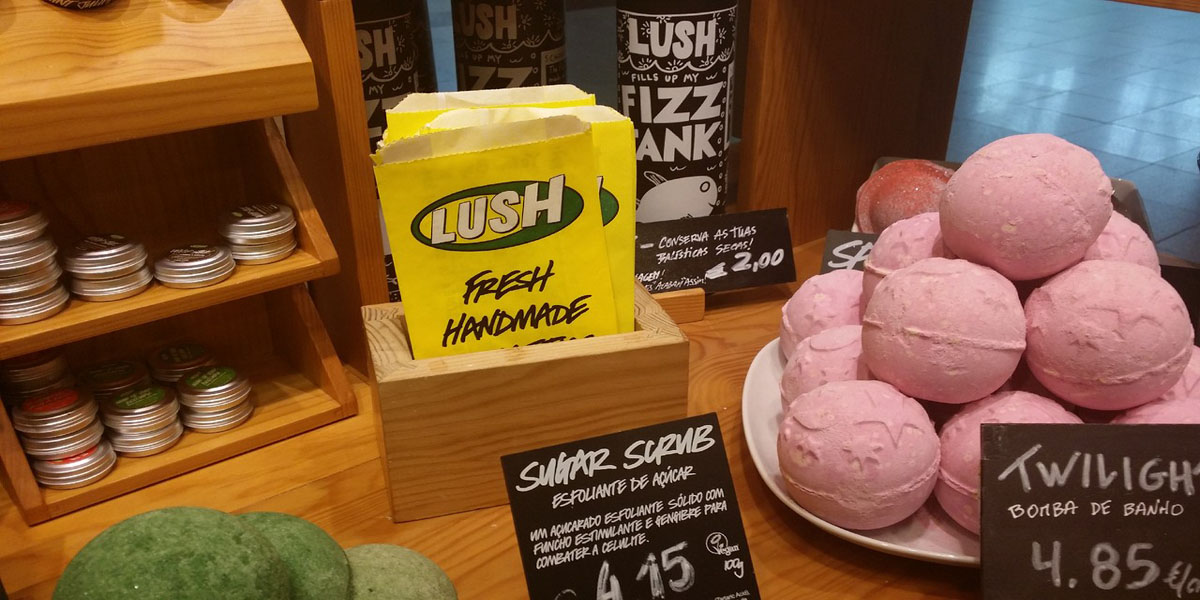 LUSH
LUSH
FILLS UP MY
FIZZ
TANK
LUSH
FRESH
HANDMADE
CONSERVA AS TUAS
BALÍSTICAS SECAS!
€ 2,00
SUGAR SCRUB
ESFOLIANTE DE AÇÚCAR
UM AÇUCARADO ESFOLIANTE SÓLIDO COM
FUNCHO ESTIMULANTE E GENGIBRE PARA
COMBATER A CELULITE.
Vegan
100g
4.15
TWILIGH
BOMBA DE BANHO
4.85